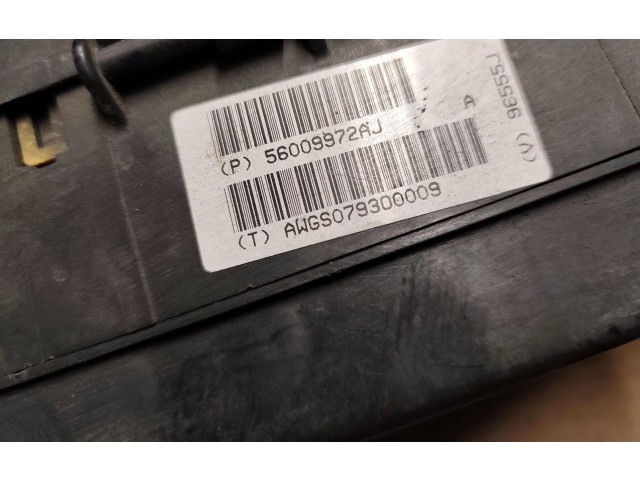 (P) 56009972AJ
A
(T) AWGS079300009
(V) 96555J